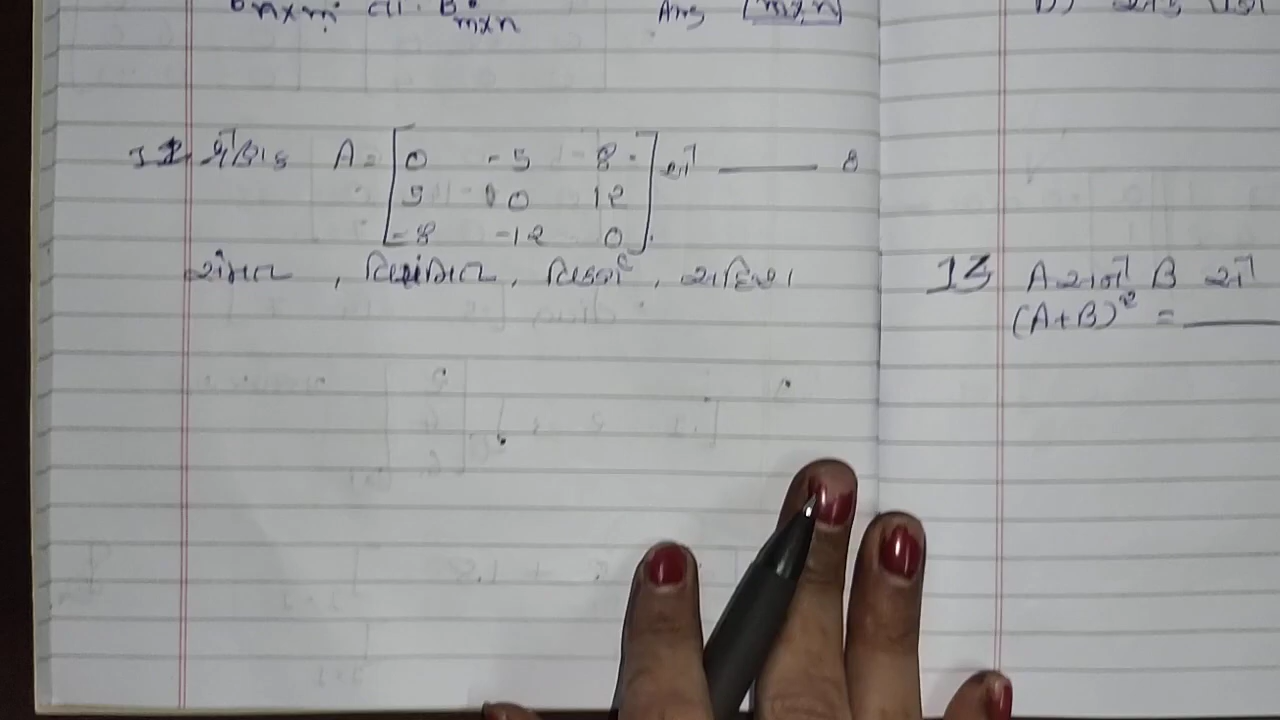 n×m B m×n Ans m×n
12 શ્રેણિક A = [ 0 -5 8 ] એ ______ છે
5 0 12
-8 -12 0
સંમિત , વિસંમિત , વિકર્ણ , અદિશ
13 A અને B એ
(A+B)² = ______